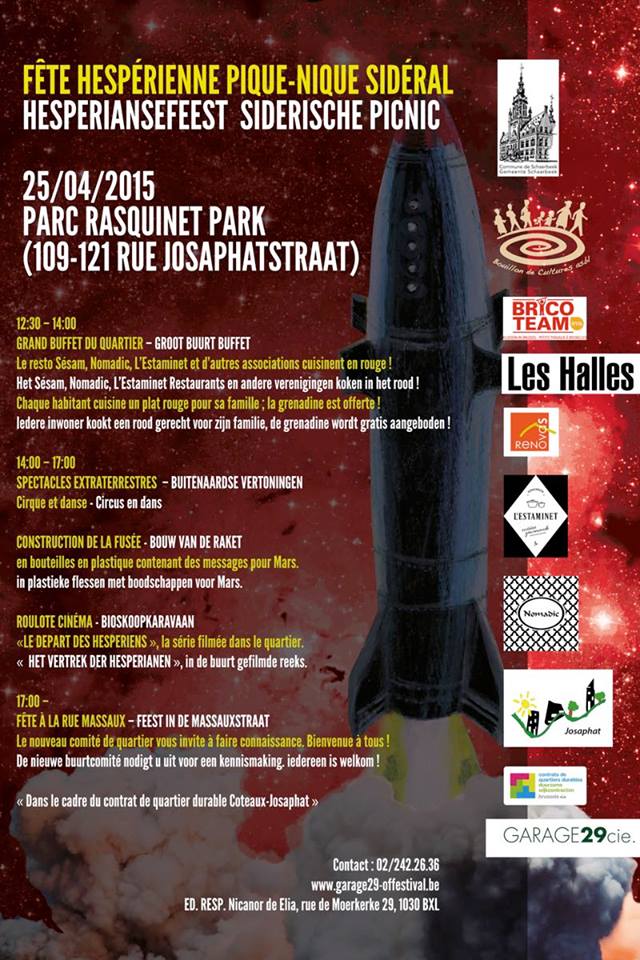 FÊTE HESPÉRIENNE PIQUE-NIQUE SIDÉRAL
HESPERIANSEFEEST SIDERISCHE PICNIC
25/04/2015
PARC RASQUINET PARK
(109-121 RUE JOSAPHATSTRAAT)
12:30 – 14:00
GRAND BUFFET DU QUARTIER – GROOT BUURT BUFFET
Le resto Sésam, Nomadic, L'Estaminet et d'autres associations cuisinent en rouge !
Het Sésam, Nomadic, L'Estaminet Restaurants en andere verenigingen koken in het rood !
Chaque habitant cuisine un plat rouge pour sa famille ; la grenadine est offerte !
Iedere inwoner kookt een rood gerecht voor zijn familie, de grenadine wordt gratis aangeboden !
14:00 – 17:00
SPECTACLES EXTRATERRESTRES – BUITENAARDSE VERTONINGEN
Cirque et danse - Circus en dans
CONSTRUCTION DE LA FUSÉE - BOUW VAN DE RAKET
en bouteilles en plastique contenant des messages pour Mars.
in plastieke flessen met boodschappen voor Mars.
ROULOTE CINÉMA - BIOSKOOPKARAVAAN
«LE DEPART DES HESPERIENS », la série filmée dans le quartier.
« HET VERTREK DER HESPERIANEN », in de buurt gefilmde reeks.
17:00 –
FÊTE À LA RUE MASSAUX – FEEST IN DE MASSAUXSTRAAT
Le nouveau comité de quartier vous invite à faire connaissance. Bienvenue à tous !
De nieuwe buurtcomité nodigt u uit voor een kennismaking, iedereen is welkom !
« Dans le cadre du contrat de quartier durable Coteaux-Josaphat »
Contact : 02/242.26.36
www.garage29-offestival.be
ED. RESP. Nicanor de Elia, rue de Moerkerke 29, 1030 BXL
Commune de Schaerbeek
Gemeente Schaarbeek
Bouillon de Cultures asbl
BRICO
TEAM
Les Halles
RENOVAS
L'ESTAMINET
Nomadic
Josaphat
contrats de
quartiers durables
duurzame
wijkcontracten
GARAGE29cie.